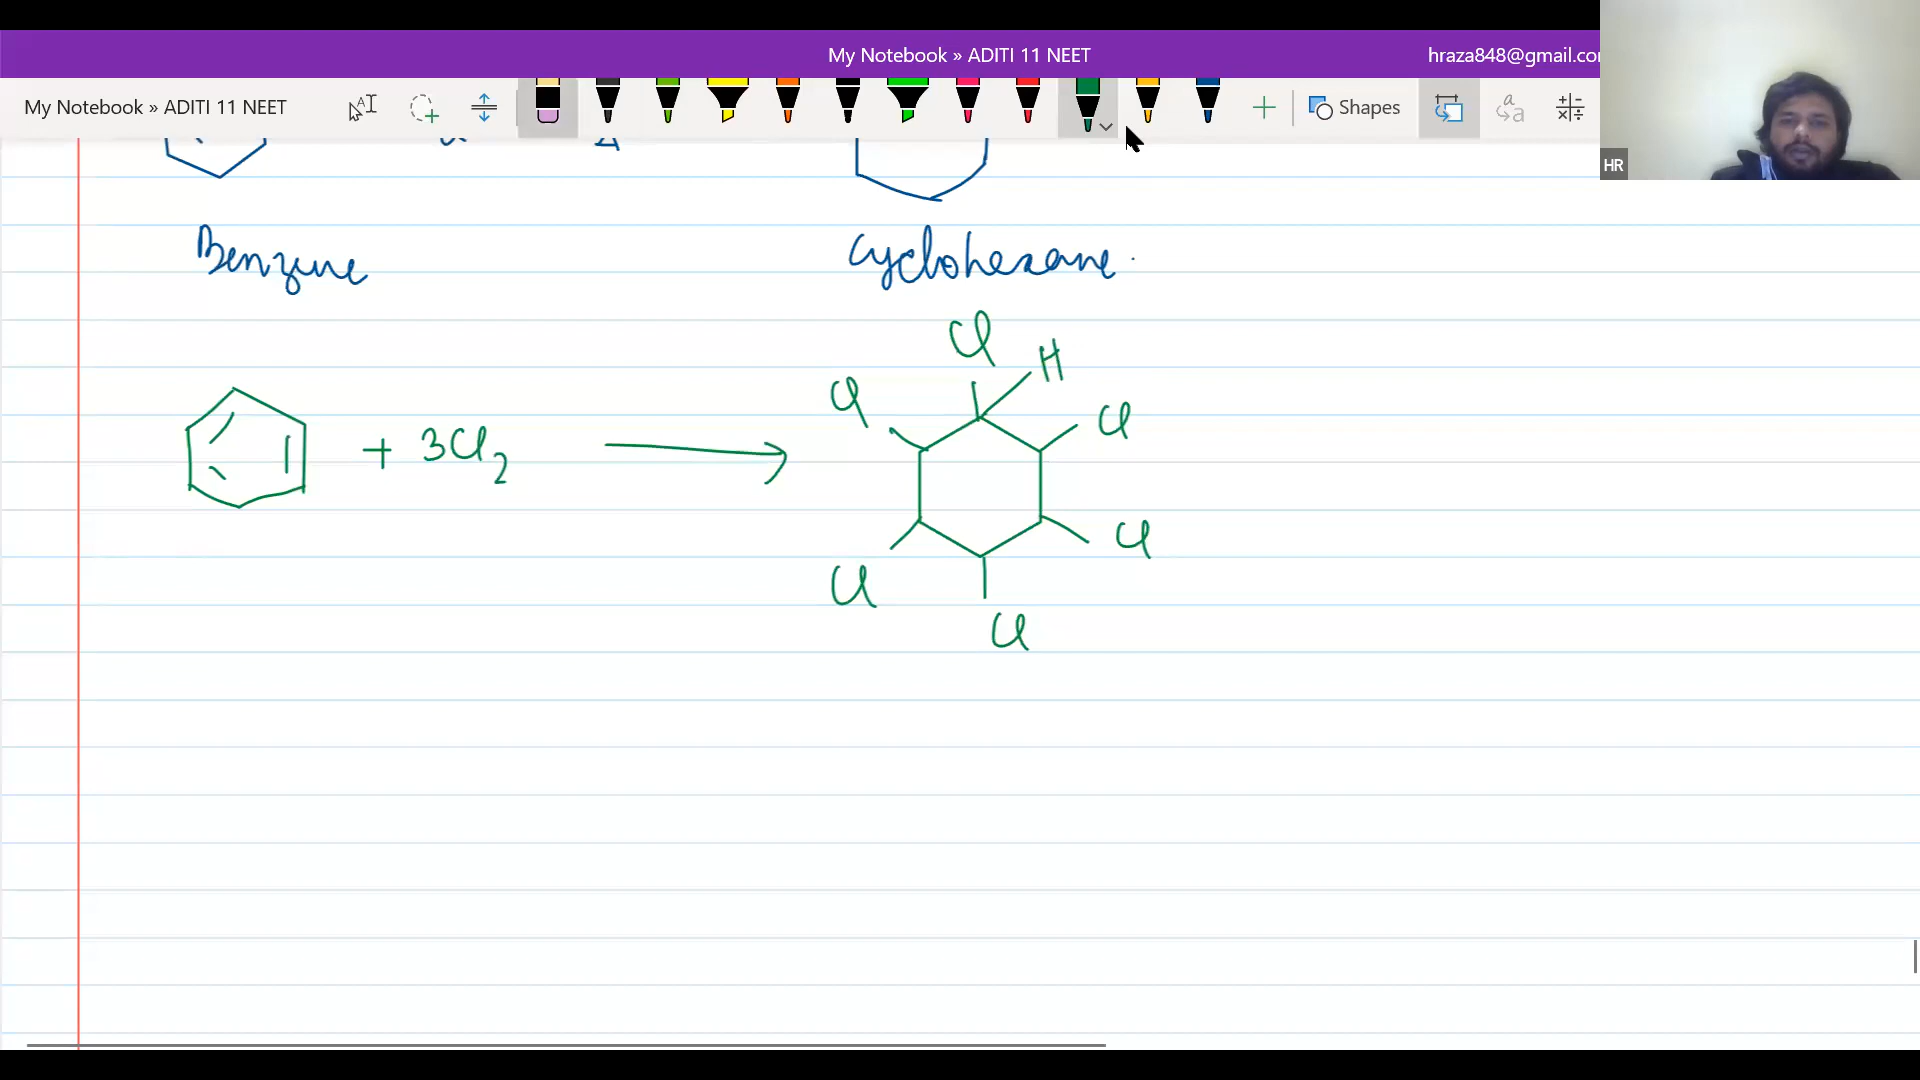 My Notebook » ADITI 11 NEET
hraza848@gmail.co
My Notebook » ADITI 11 NEET
Shapes
HR
Benzene
Cyclohexane.
Cl
H
Cl
Cl
+ 3Cl2
Cl
Cl
Cl